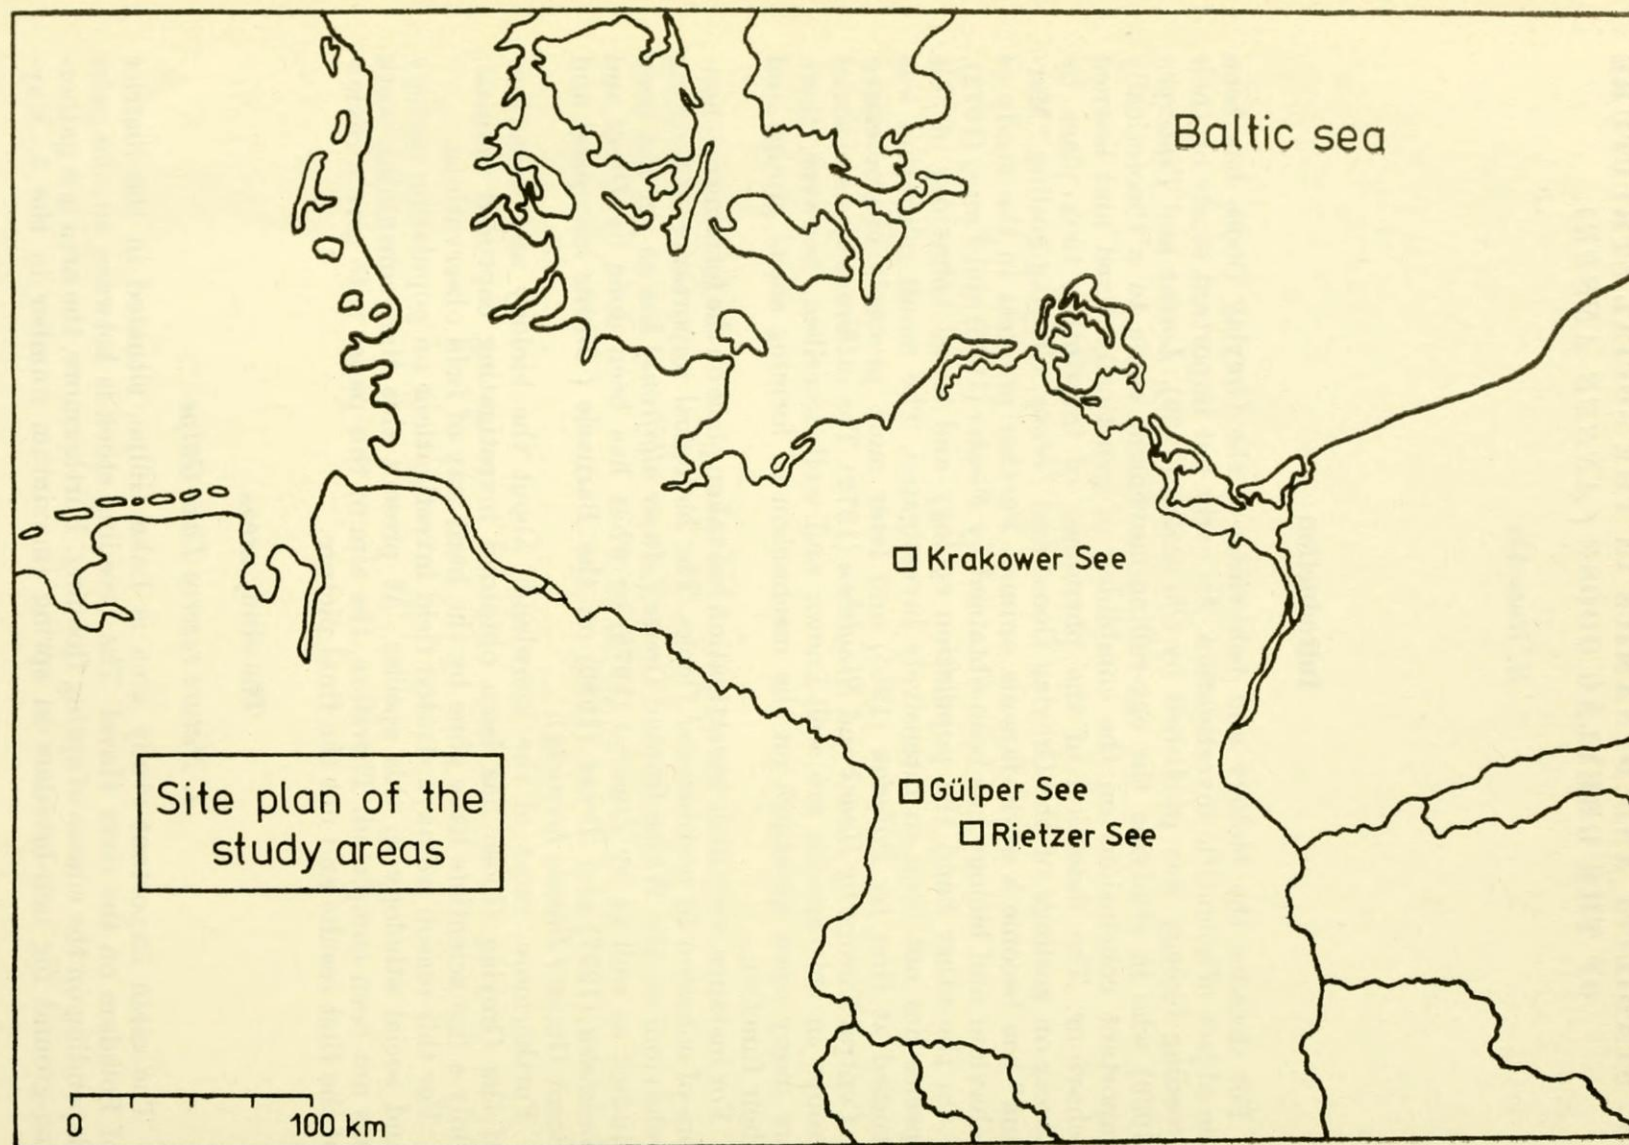 Baltic sea
Krakower See
Gülper See
Rietzer See
Site plan of the
study areas
0 100 km